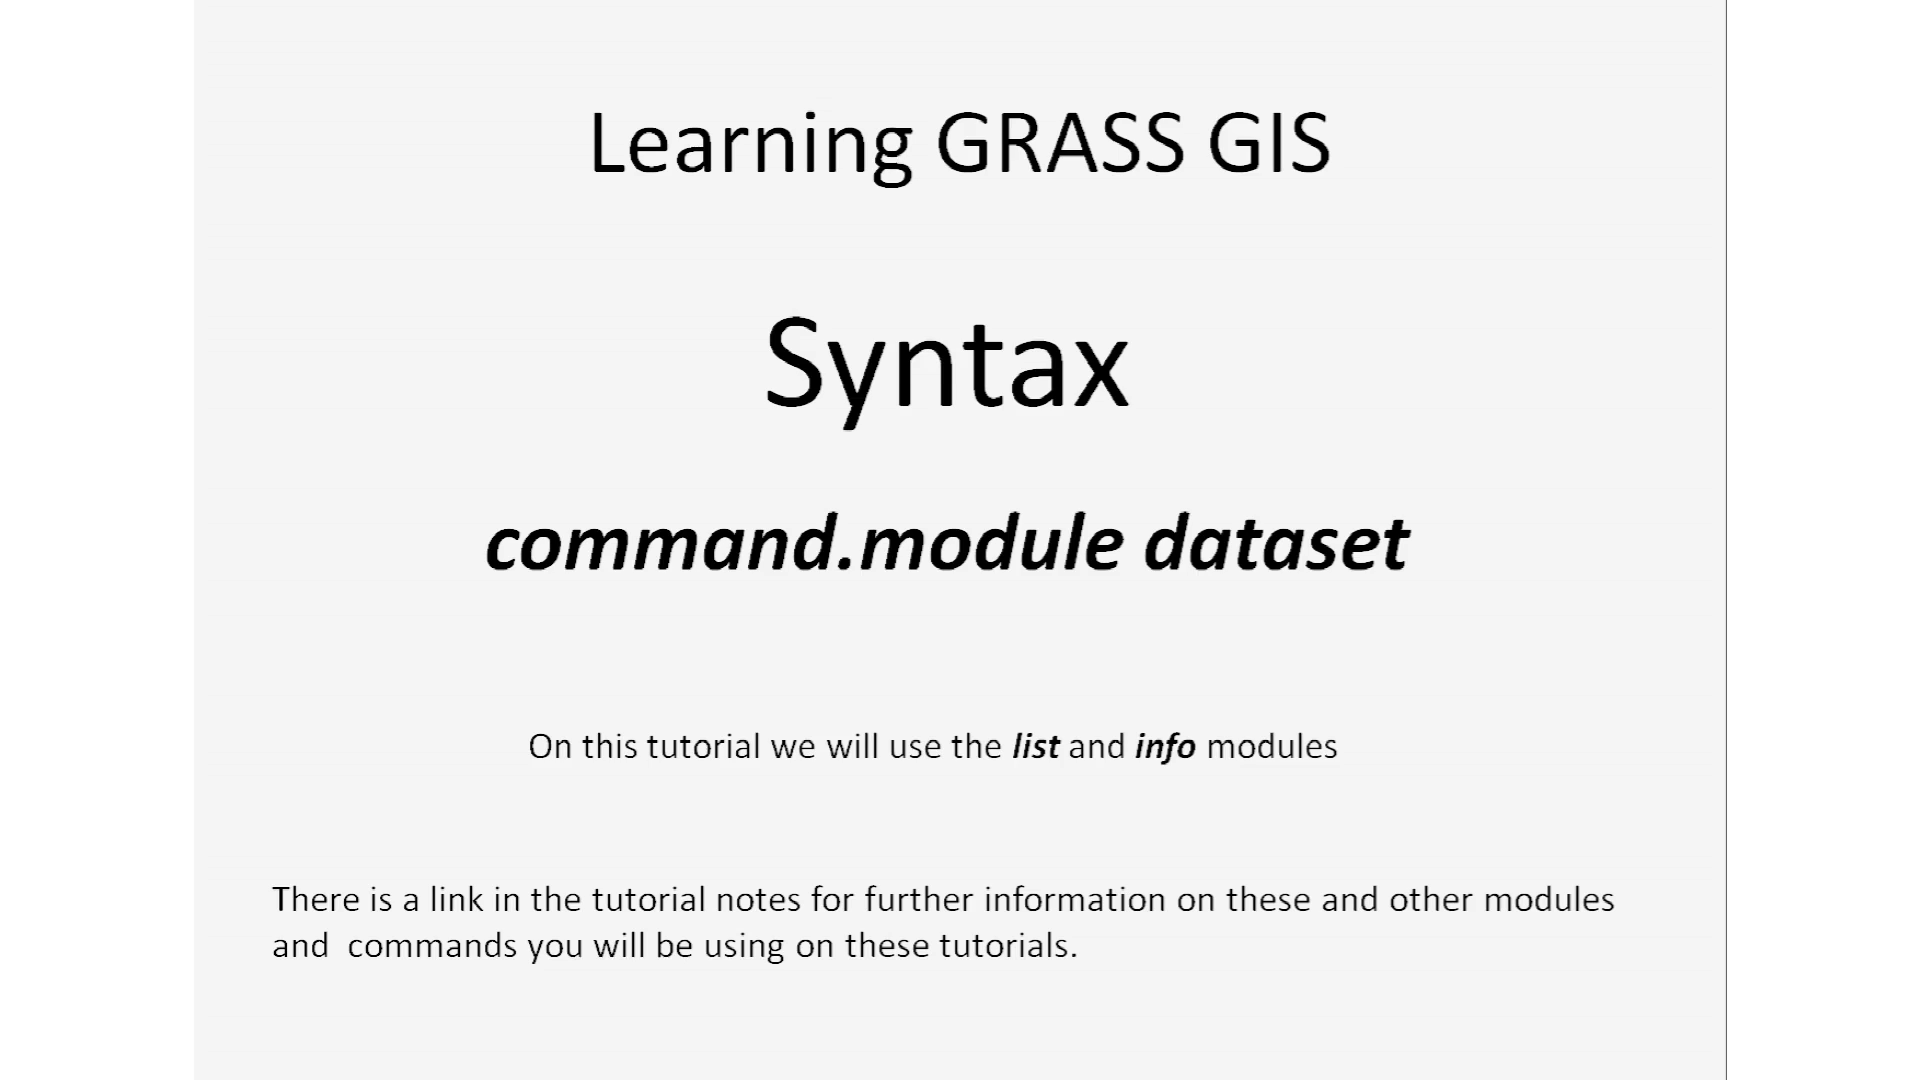 Learning GRASS GIS
Syntax
command.module dataset
On this tutorial we will use the list and info modules
There is a link in the tutorial notes for further information on these and other modules
and  commands you will be using on these tutorials.